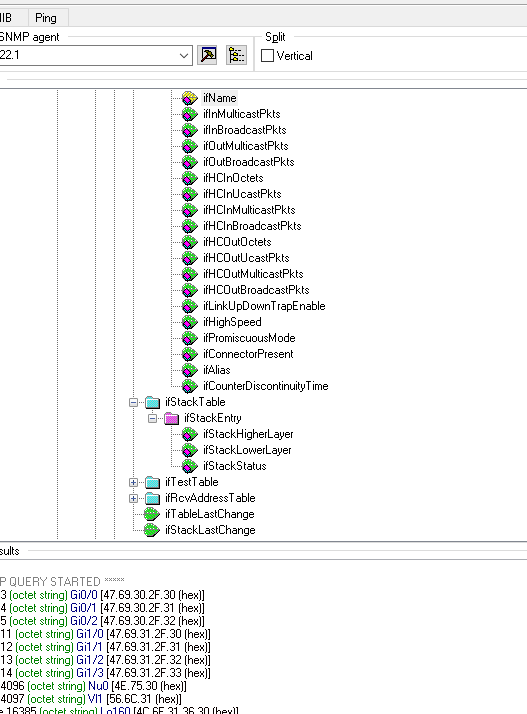 MIB Ping
SNMP agent Split
22.1 Vertical
ifName
ifInMulticastPkts
ifInBroadcastPkts
ifOutMulticastPkts
ifOutBroadcastPkts
ifHCInOctets
ifHCInUcastPkts
ifHCInMulticastPkts
ifHCInBroadcastPkts
ifHCOutOctets
ifHCOutUcastPkts
ifHCOutMulticastPkts
ifHCOutBroadcastPkts
ifLinkUpDownTrapEnable
ifHighSpeed
ifPromiscuousMode
ifConnectorPresent
ifAlias
ifCounterDiscontinuityTime
ifStackTable
ifStackEntry
ifStackHigherLayer
ifStackLowerLayer
ifStackStatus
ifTestTable
ifRcvAddressTable
ifTableLastChange
ifStackLastChange
sults
P QUERY STARTED *****
3 (octet string) Gi0/0 [47.69.30.2F.30 (hex)]
4 (octet string) Gi0/1 [47.69.30.2F.31 (hex)]
5 (octet string) Gi0/2 [47.69.30.2F.32 (hex)]
11 (octet string) Gi1/0 [47.69.31.2F.30 (hex)]
12 (octet string) Gi1/1 [47.69.31.2F.31 (hex)]
13 (octet string) Gi1/2 [47.69.31.2F.32 (hex)]
14 (octet string) Gi1/3 [47.69.31.2F.33 (hex)]
4096 (octet string) Nu0 [4E.75.30 (hex)]
4097 (octet string) Vl1 [56.6C.31 (hex)]
e.16385 (octet string) Lo160 [4C.6F.31.36.30 (hex)]